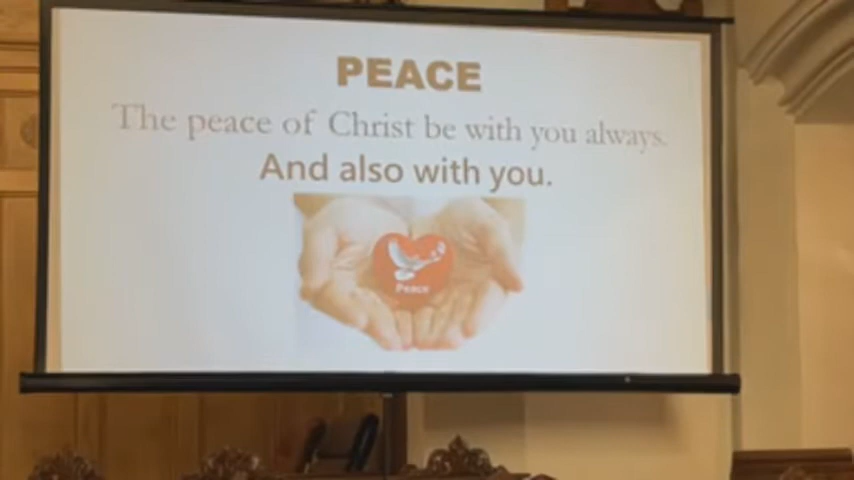 PEACE
The peace of Christ be with you always.
And also with you.
Peace